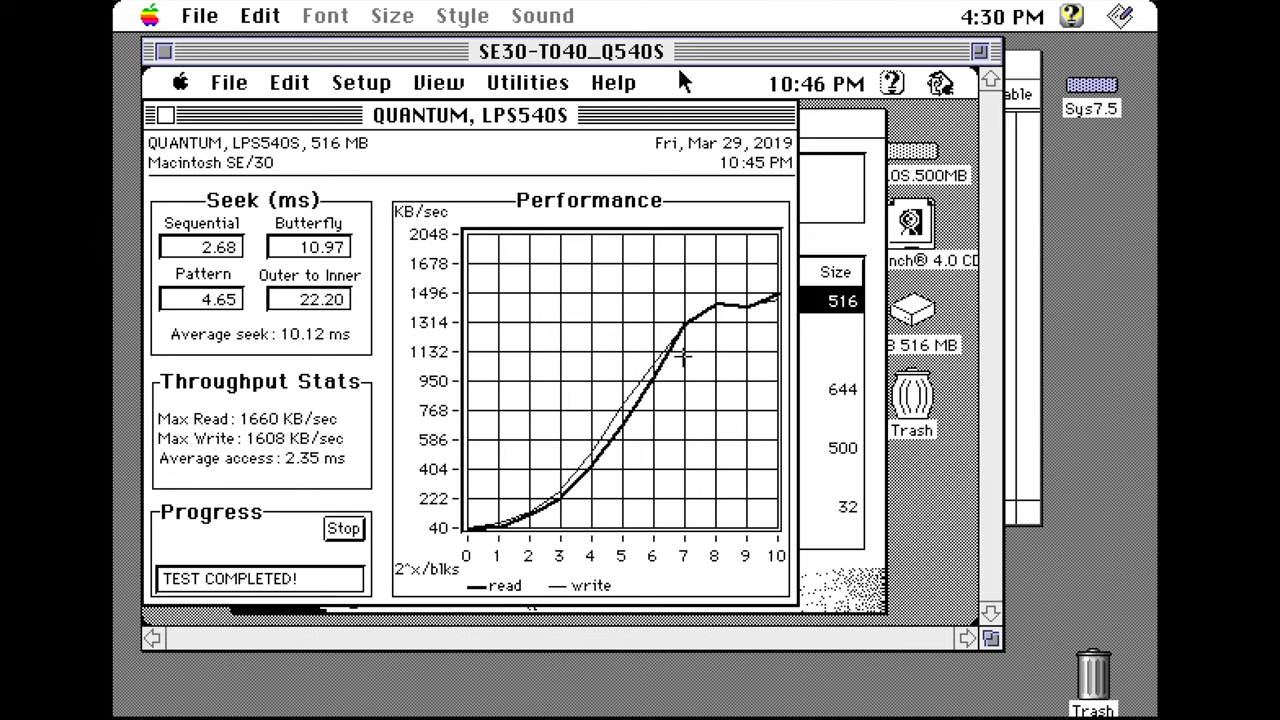 File Edit Font Size Style Sound 4:30 PM
SE30-T040_Q540S
File Edit Setup View Utilities Help 10:46 PM
able
Sys7.5
QUANTUM, LPS540S
QUANTUM, LPS540S, 516 MB
Fri, Mar 29, 2019
Macintosh SE/30
10:45 PM
Seek (ms)
Sequential Butterfly
2.68 10.97
Pattern Outer to Inner
4.65 22.20
Average seek: 10.12 ms
Throughput Stats
Max Read: 1660 KB/sec
Max Write: 1608 KB/sec
Average access: 2.35 ms
Progress
Stop
TEST COMPLETED!
Performance
KB/sec
2048
1678
1496
1314
1132
950
768
586
404
222
40
0 1 2 3 4 5 6 7 8 9 10
2^x/blks
read write
Size
516
644
500
32
OS.500MB
nch® 4.0 CD
516 MB
Trash
Trash